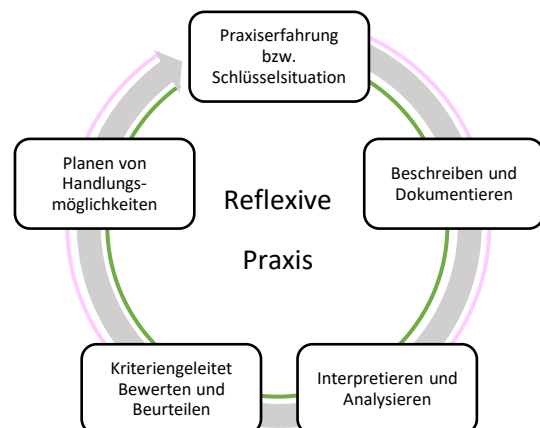 Praxiserfahrung
bzw.
Schlüsselsituation
Beschreiben und
Dokumentieren
Interpretieren und
Analysieren
Kriteriengeleitet
Bewerten und
Beurteilen
Planen von
Handlungs-
möglichkeiten
Reflexive
Praxis